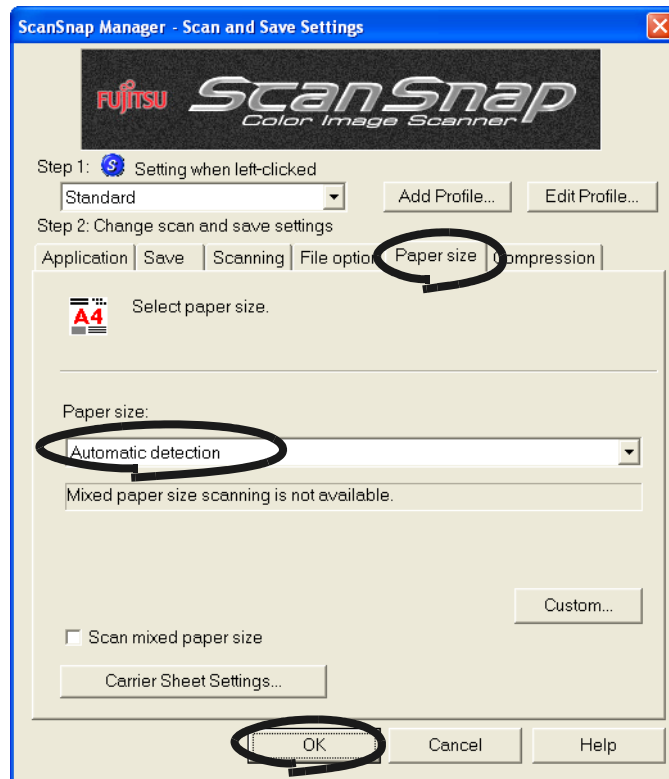 ScanSnap Manager - Scan and Save Settings
FUJITSU ScanSnap
Color Image Scanner
Step 1: S Setting when left-clicked
Standard Add Profile... Edit Profile...
Step 2: Change scan and save settings
Application Save Scanning File option Paper size Compression
A4 Select paper size.
Paper size:
Automatic detection
Mixed paper size scanning is not available.
Custom...
Scan mixed paper size
Carrier Sheet Settings...
OK Cancel Help